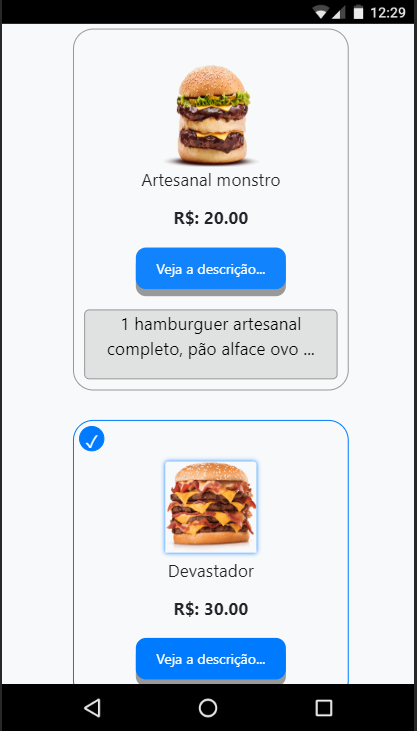 12:29
Artesanal monstro
R$: 20.00
Veja a descrição...
1 hamburguer artesanal
completo, pão alface ovo ...
Devastador
R$: 30.00
Veja a descrição...